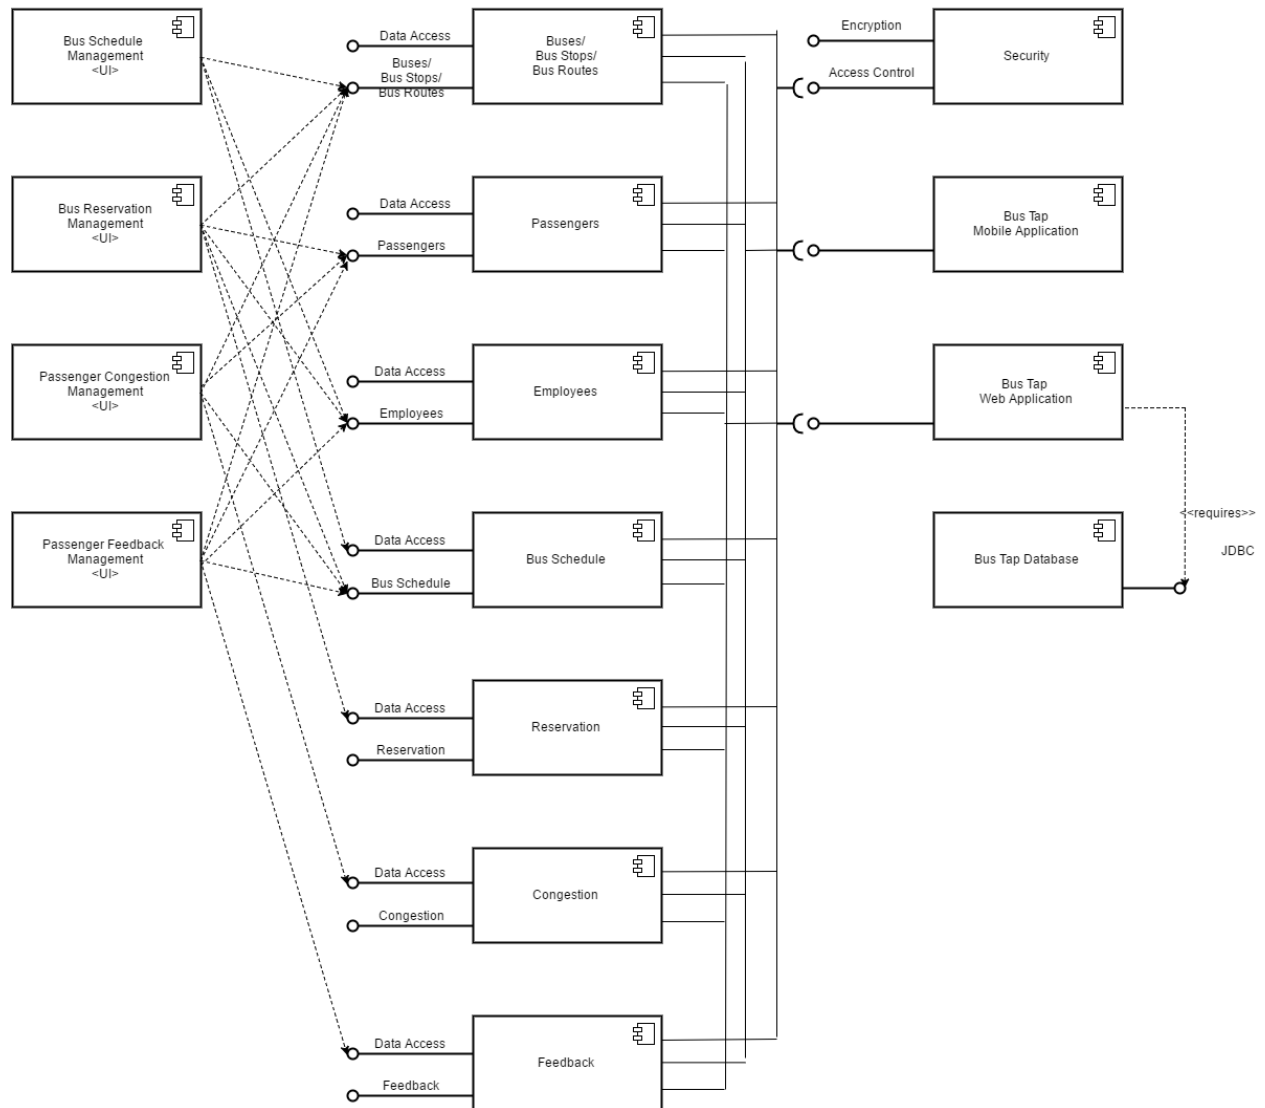 Bus Schedule
Management
<UI>
Data Access
Buses/
Bus Stops/
Bus Routes
Buses/
Bus Stops/
Bus Routes
Encryption
Access Control
Security
Bus Reservation
Management
<UI>
Data Access
Passengers
Passengers
Bus Tap
Mobile Application
Passenger Congestion
Management
<UI>
Data Access
Employees
Employees
Bus Tap
Web Application
Passenger Feedback
Management
<UI>
Data Access
Bus Schedule
Bus Schedule
Bus Tap Database
<<requires>>
JDBC
Data Access
Reservation
Reservation
Data Access
Congestion
Congestion
Data Access
Feedback
Feedback